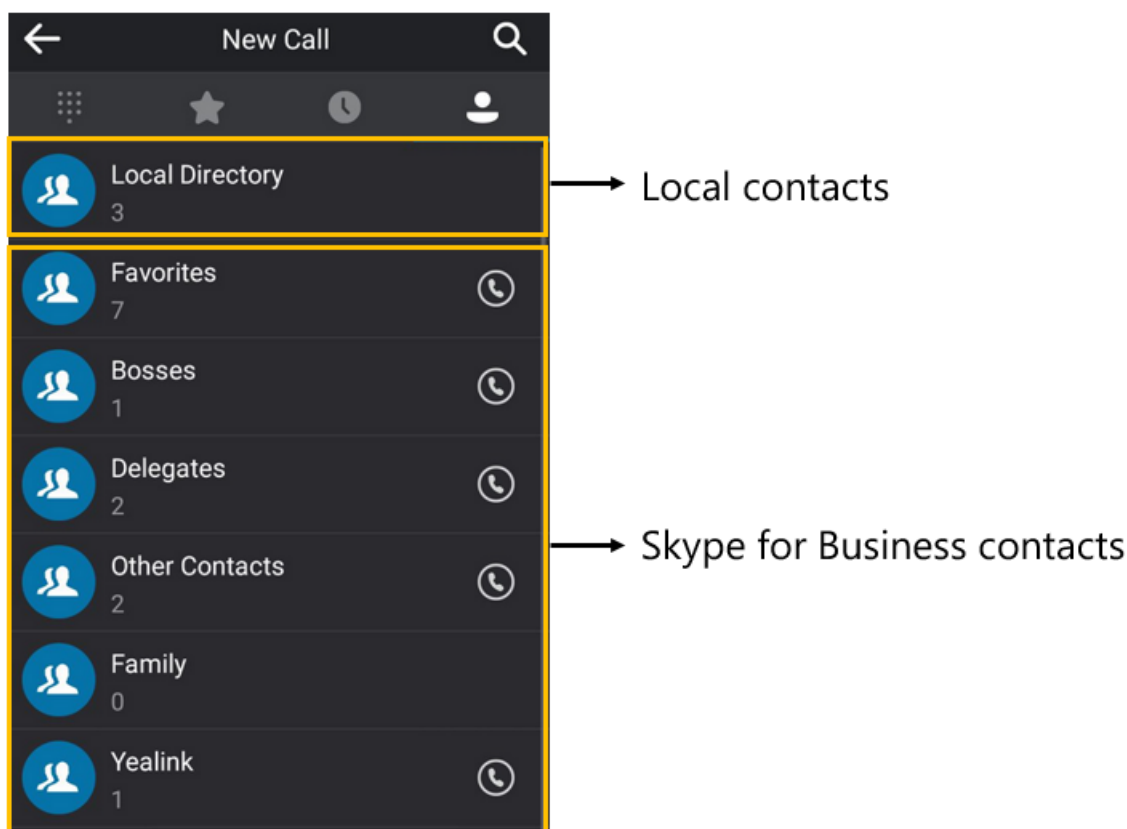 New Call
Local Directory
3
Local contacts
Favorites
7
Bosses
1
Delegates
2
Other Contacts
2
Skype for Business contacts
Family
0
Yealink
1